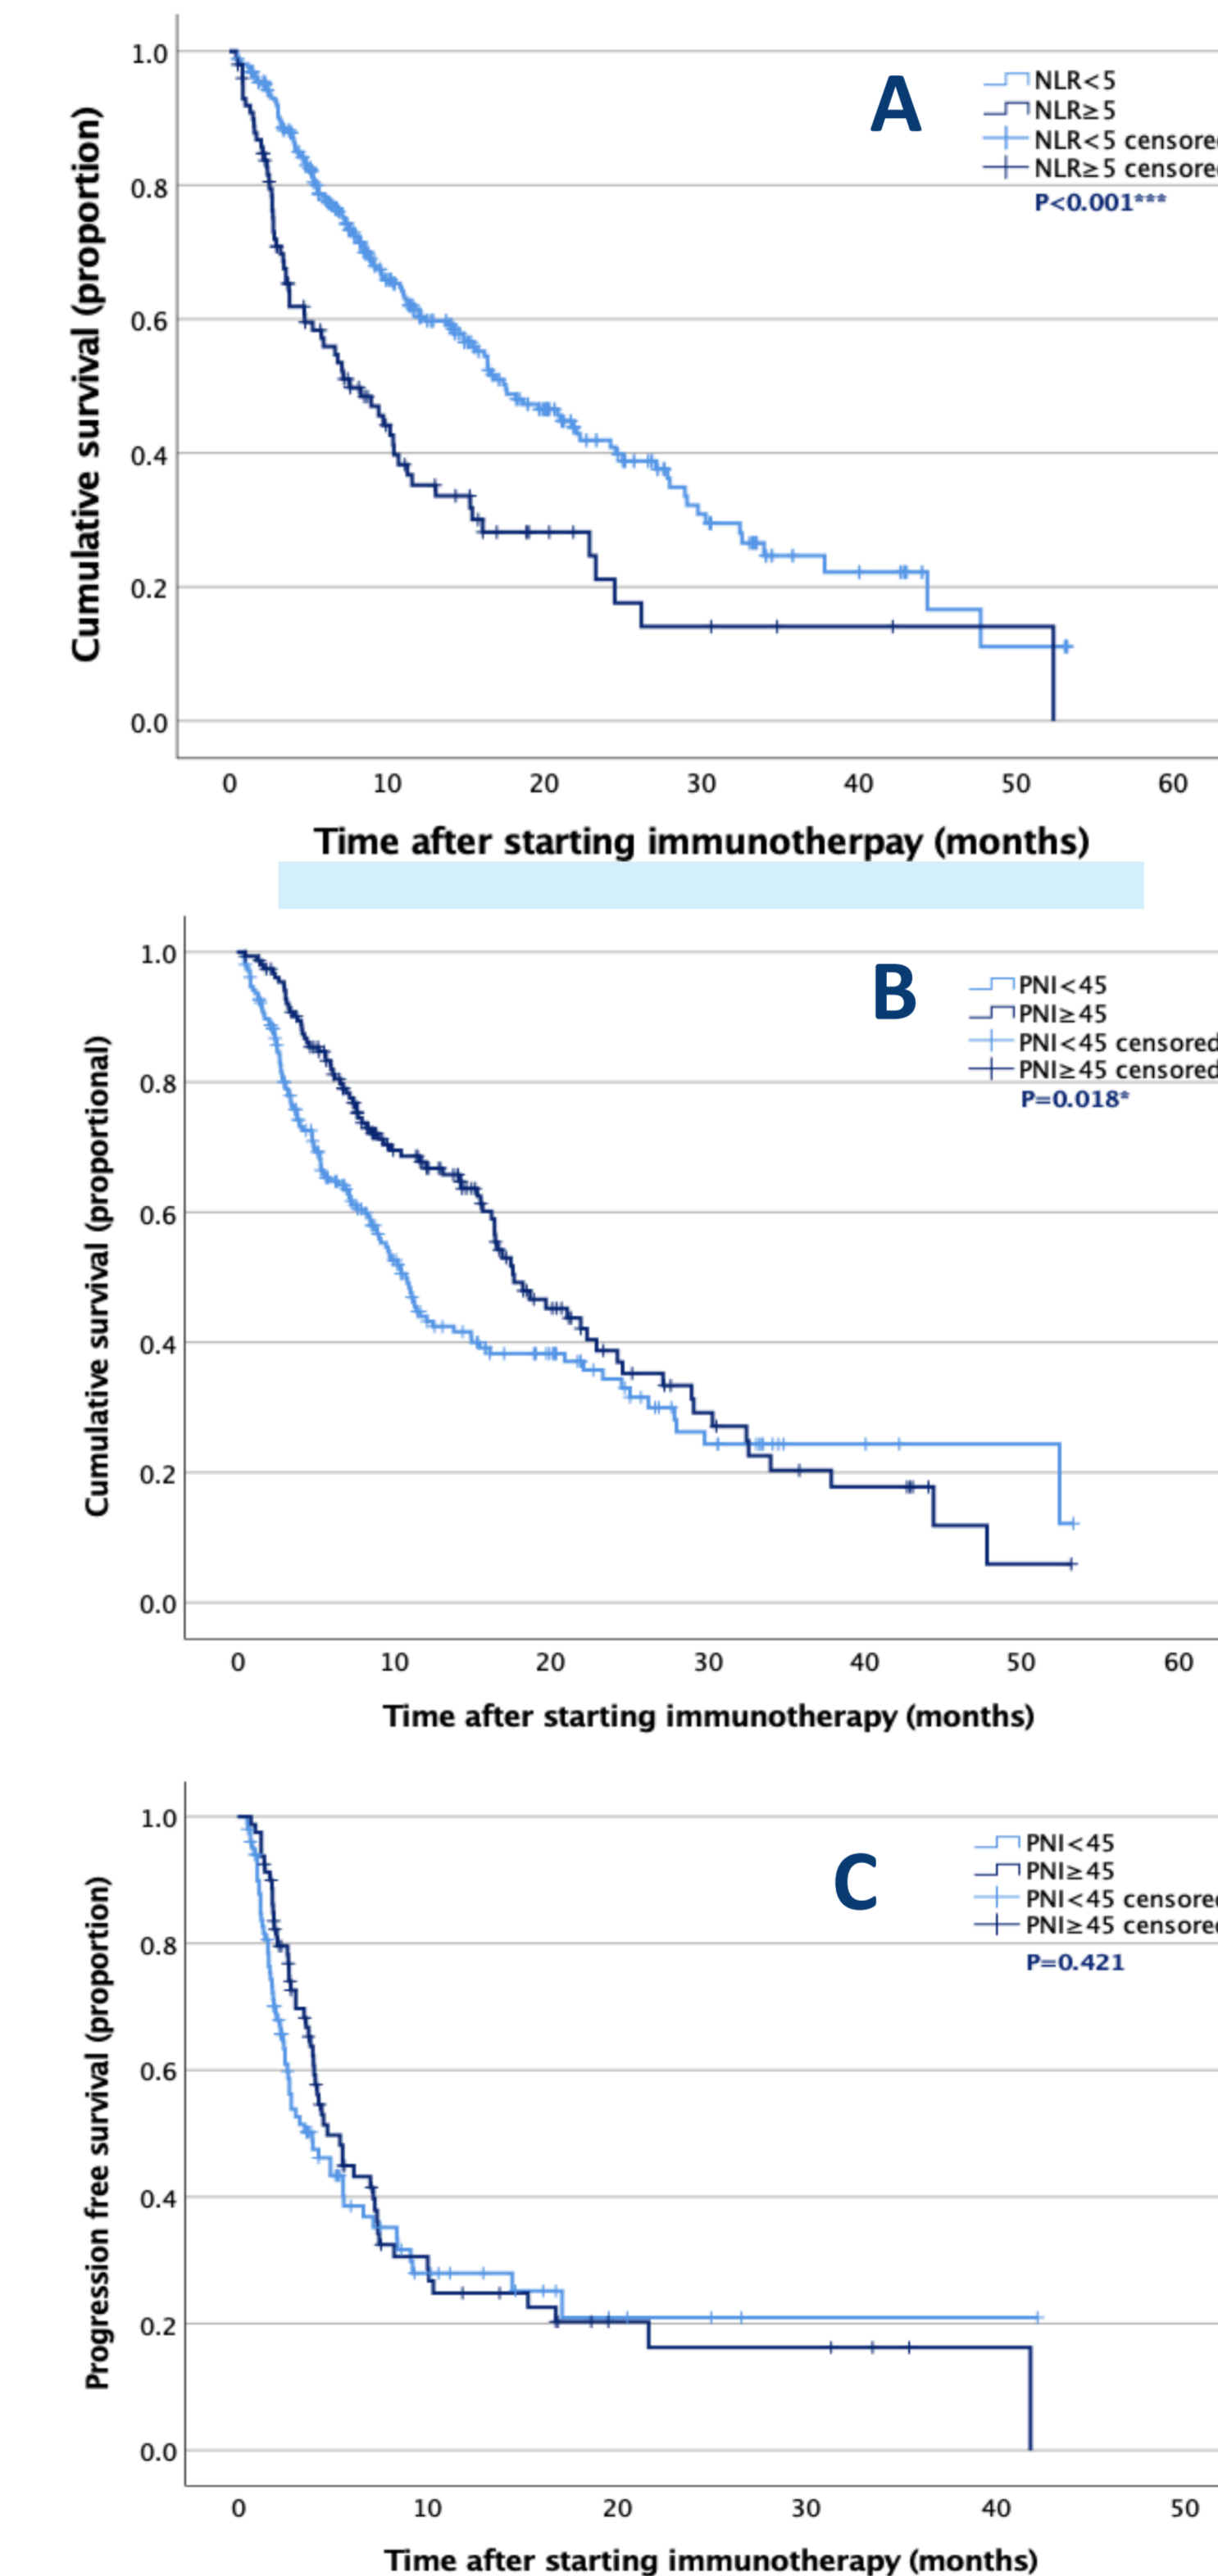 A
NLR<5
NLR≥5
NLR<5 censore
NLR≥5 censore
P<0.001***
Cumulative survival (proportion)
1.0
0.8
0.6
0.4
0.2
0.0
0 10 20 30 40 50 60
Time after starting immunotherpay (months)
B
PNI<45
PNI≥45
PNI<45 censored
PNI≥45 censored
P=0.018*
Cumulative survival (proportional)
1.0
0.8
0.6
0.4
0.2
0.0
0 10 20 30 40 50 60
Time after starting immunotherapy (months)
C
PNI<45
PNI≥45
PNI<45 censore
PNI≥45 censore
P=0.421
Progression free survival (proportion)
1.0
0.8
0.6
0.4
0.2
0.0
0 10 20 30 40 50
Time after starting immunotherapy (months)